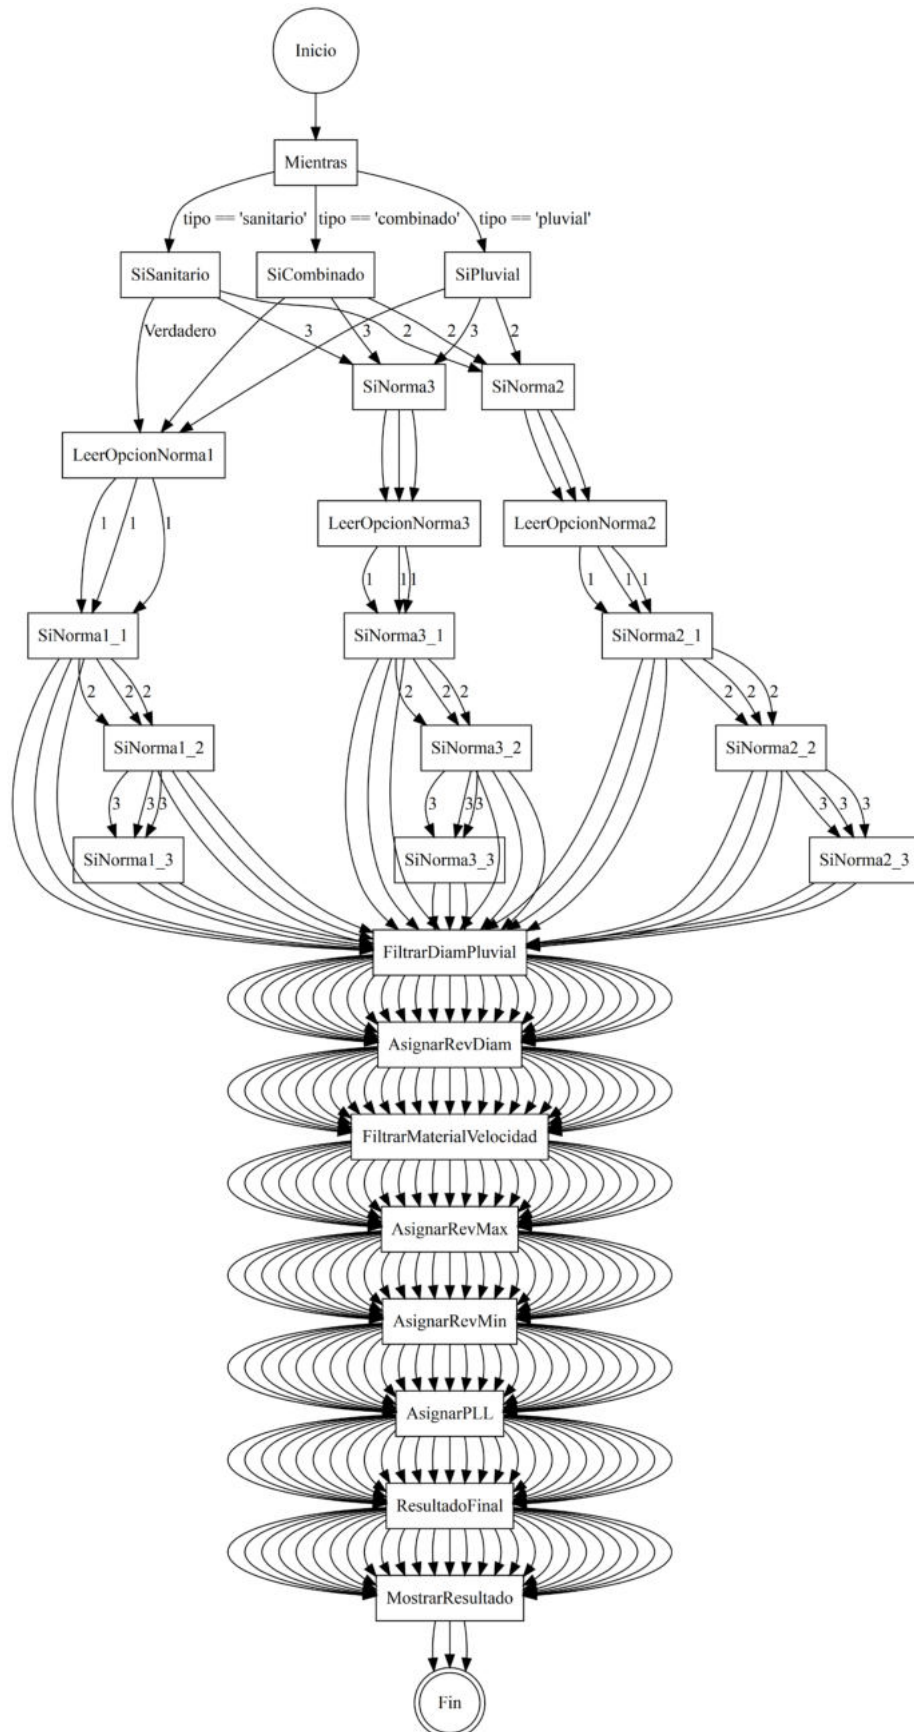 Inicio
Mientras
tipo == 'sanitario' tipo == 'combinado' tipo == 'pluvial'
SiSanitario SiCombinado SiPluvial
Verdadero 3 3 2 2 3 2
SiNorma3 SiNorma2
LeerOpcionNorma1
LeerOpcionNorma3 LeerOpcionNorma2
1 1 1
1 1 1 1 1 1
SiNorma1_1 SiNorma3_1 SiNorma2_1
2 2 2 2 2 2 2 2 2
SiNorma1_2 SiNorma3_2 SiNorma2_2
3 3 3 3 3 3 3 3 3
SiNorma1_3 SiNorma3_3 SiNorma2_3
FiltrarDiamPluvial
AsignarRevDiam
FiltrarMaterialVelocidad
AsignarRevMax
AsignarRevMin
AsignarPLL
ResultadoFinal
MostrarResultado
Fin